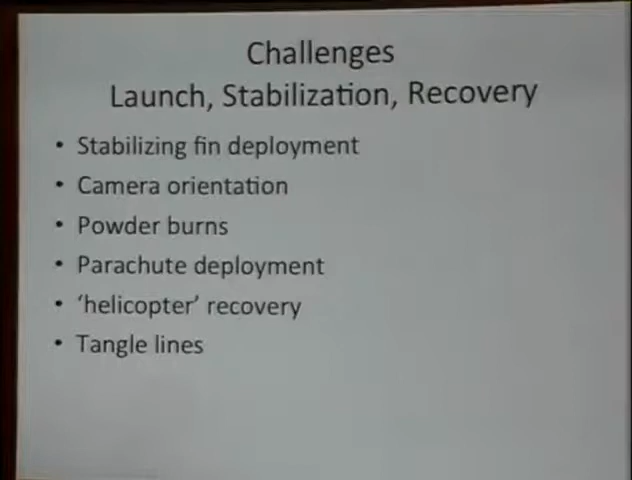 Challenges
Launch, Stabilization, Recovery
• Stabilizing fin deployment
• Camera orientation
• Powder burns
• Parachute deployment
• ‘helicopter’ recovery
• Tangle lines